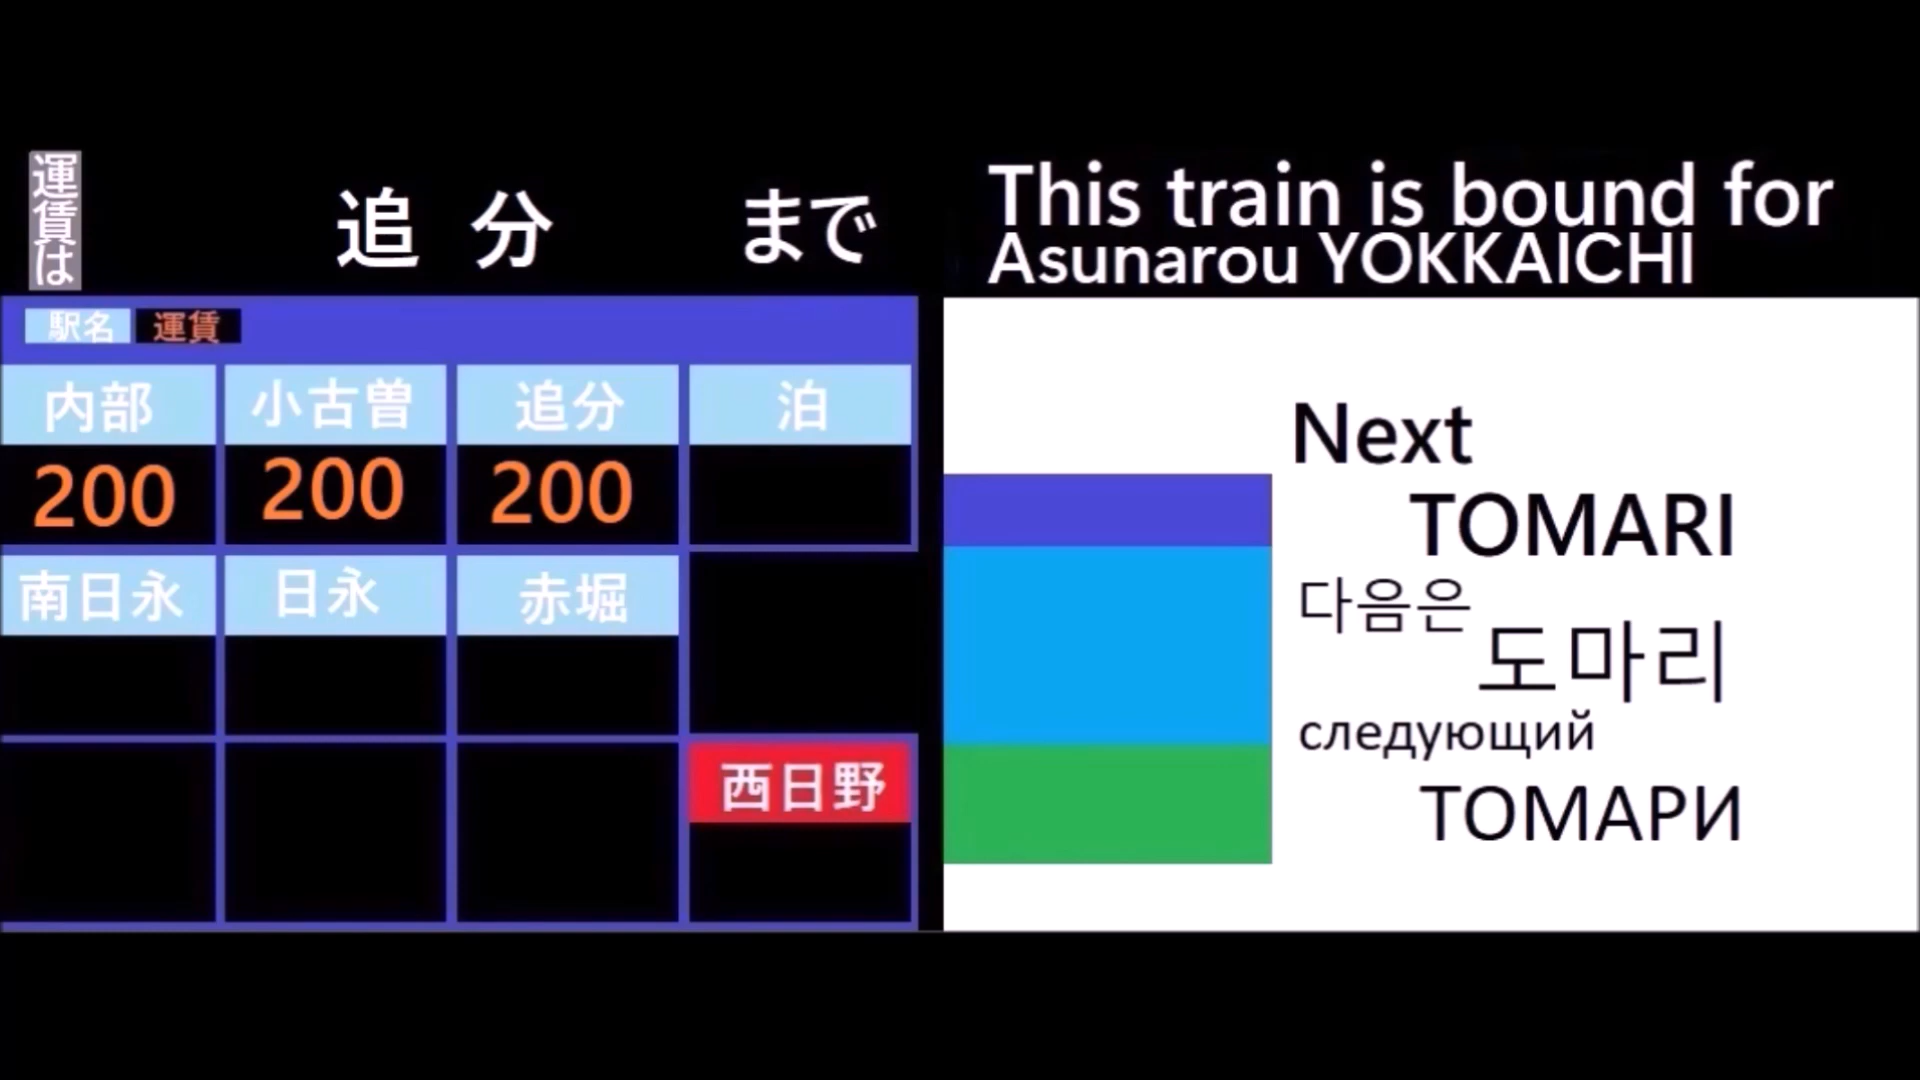 運賃は
追分 まで
駅名 運賃
内部 小古曽 追分 泊
200 200 200
南日永 日永 赤堀
西日野
This train is bound for
Asunarou YOKKAICHI
Next
TOMARI
다음은
도마리
следующий
ТОМАРИ